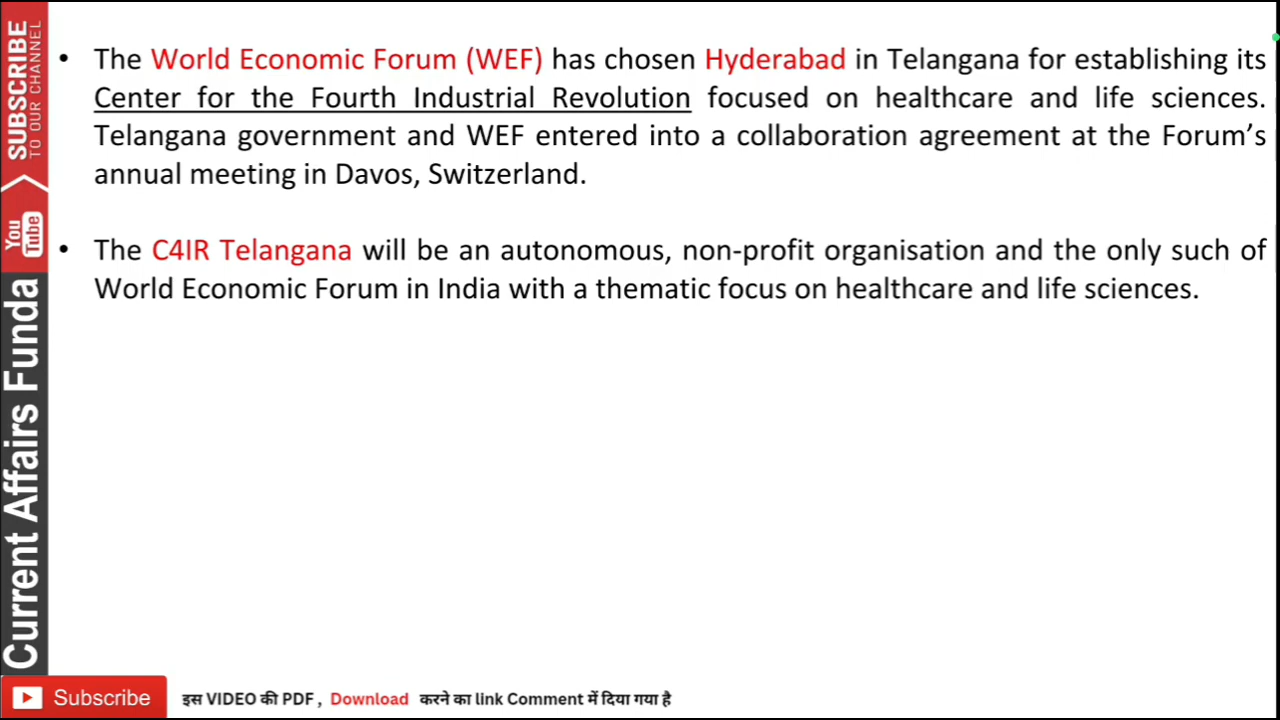 • The World Economic Forum (WEF) has chosen Hyderabad in Telangana for establishing its
Center for the Fourth Industrial Revolution focused on healthcare and life sciences.
Telangana government and WEF entered into a collaboration agreement at the Forum’s
annual meeting in Davos, Switzerland.
• The C4IR Telangana will be an autonomous, non-profit organisation and the only such of
World Economic Forum in India with a thematic focus on healthcare and life sciences.
SUBSCRIBE
TO OUR CHANNEL
You
Tube
Current Affairs Funda
Subscribe
इस VIDEO की PDF , Download करने का link Comment में दिया गया है